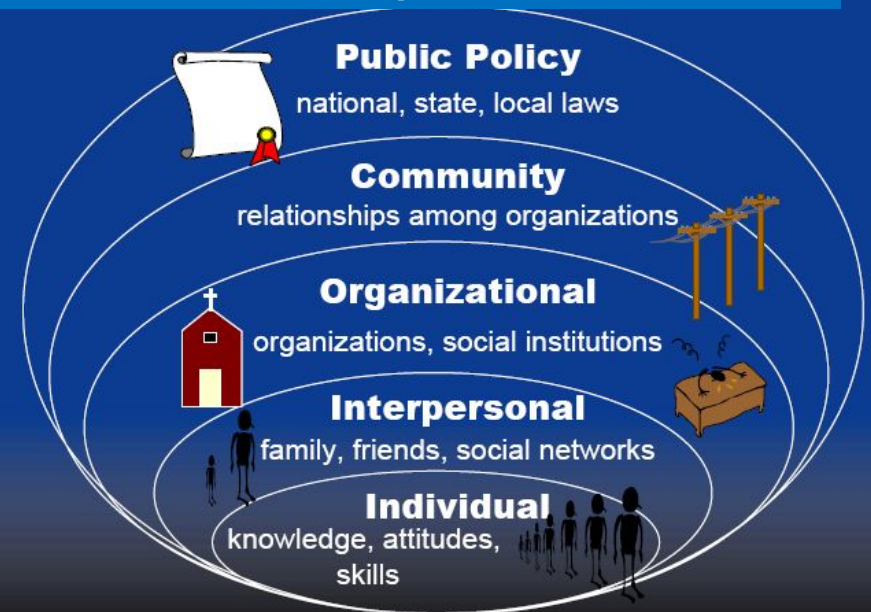 Public Policy
national, state, local laws
Community
relationships among organizations
Organizational
organizations, social institutions
Interpersonal
family, friends, social networks
Individual
knowledge, attitudes,
skills